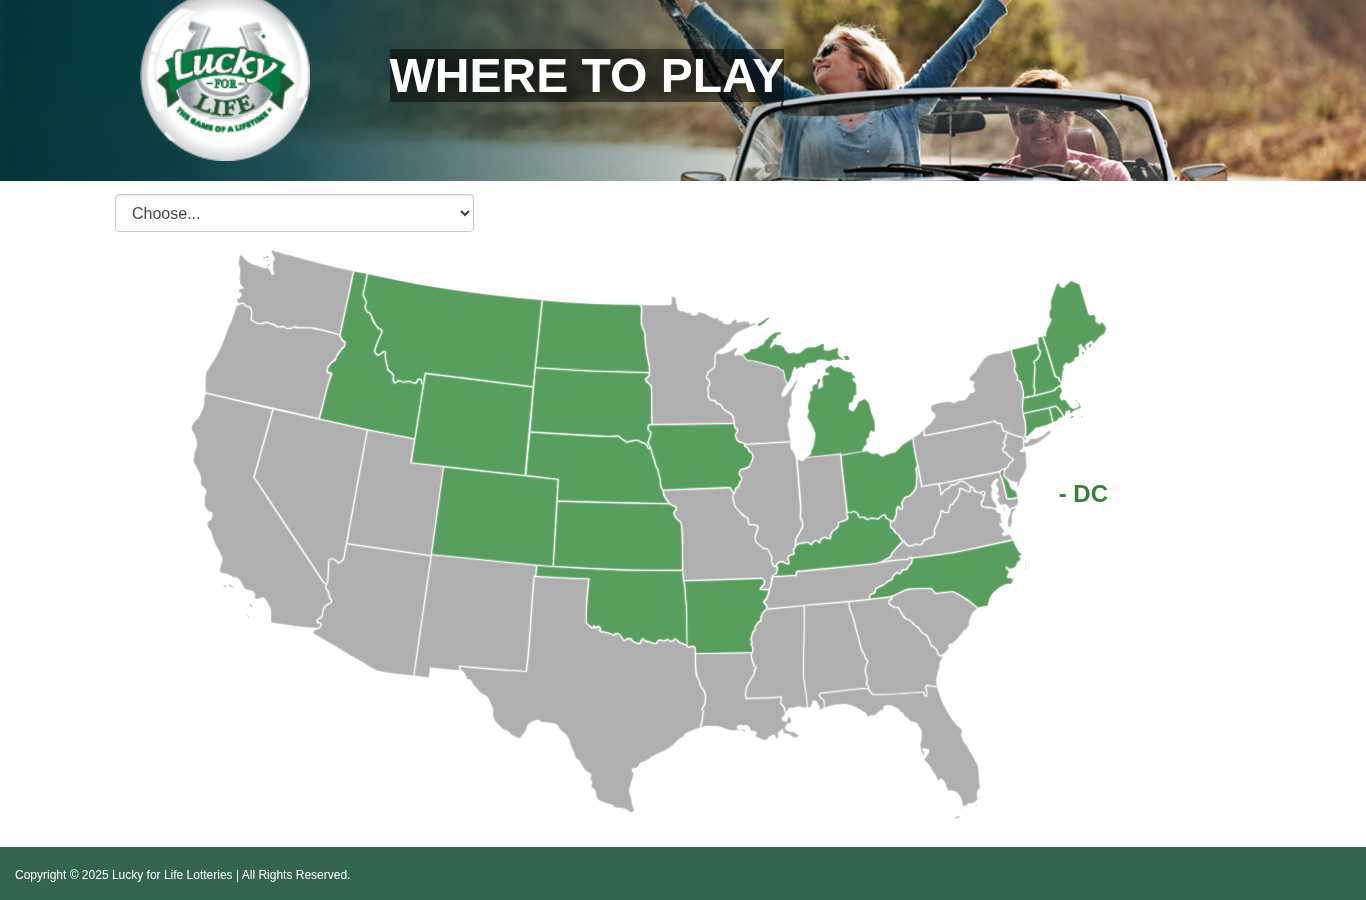 Lucky
FOR
LIFE
THE GAME OF A LIFETIME
WHERE TO PLAY
Choose...
- DC
Copyright © 2025 Lucky for Life Lotteries | All Rights Reserved.